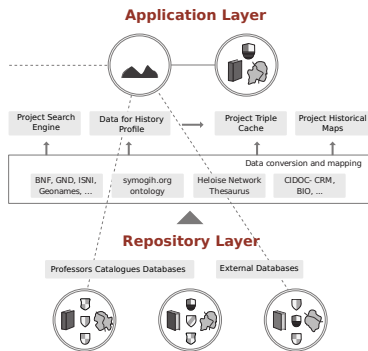 Application Layer
Project Search
Engine
Data for History
Profile
Project Triple
Cache
Project Historical
Maps
Data conversion and mapping
BNF, GND, ISNI,
Geonames, ...
symogih.org
ontology
Heloise Network
Thesaurus
CIDOC- CRM,
BIO, ...
Repository Layer
Professors Catalogues Databases
External Databases